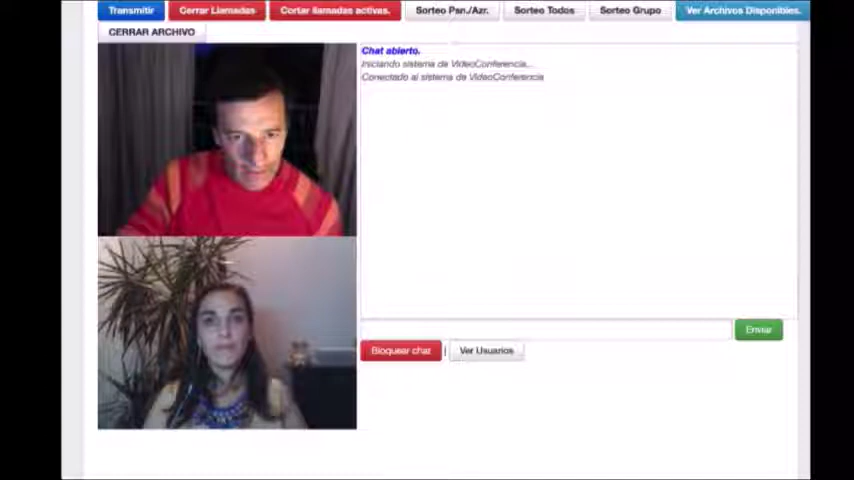 Transmitir
Cerrar Llamadas
Cortar llamadas activas.
Sorteo Pan./Azr.
Sorteo Todos
Sorteo Grupo
Ver Archivos Disponibles.
CERRAR ARCHIVO
Chat abierto.
Iniciando sistema de VideoConferencia...
Conectado al sistema de VideoConferencia
Enviar
Bloquear chat
|
Ver Usuarios